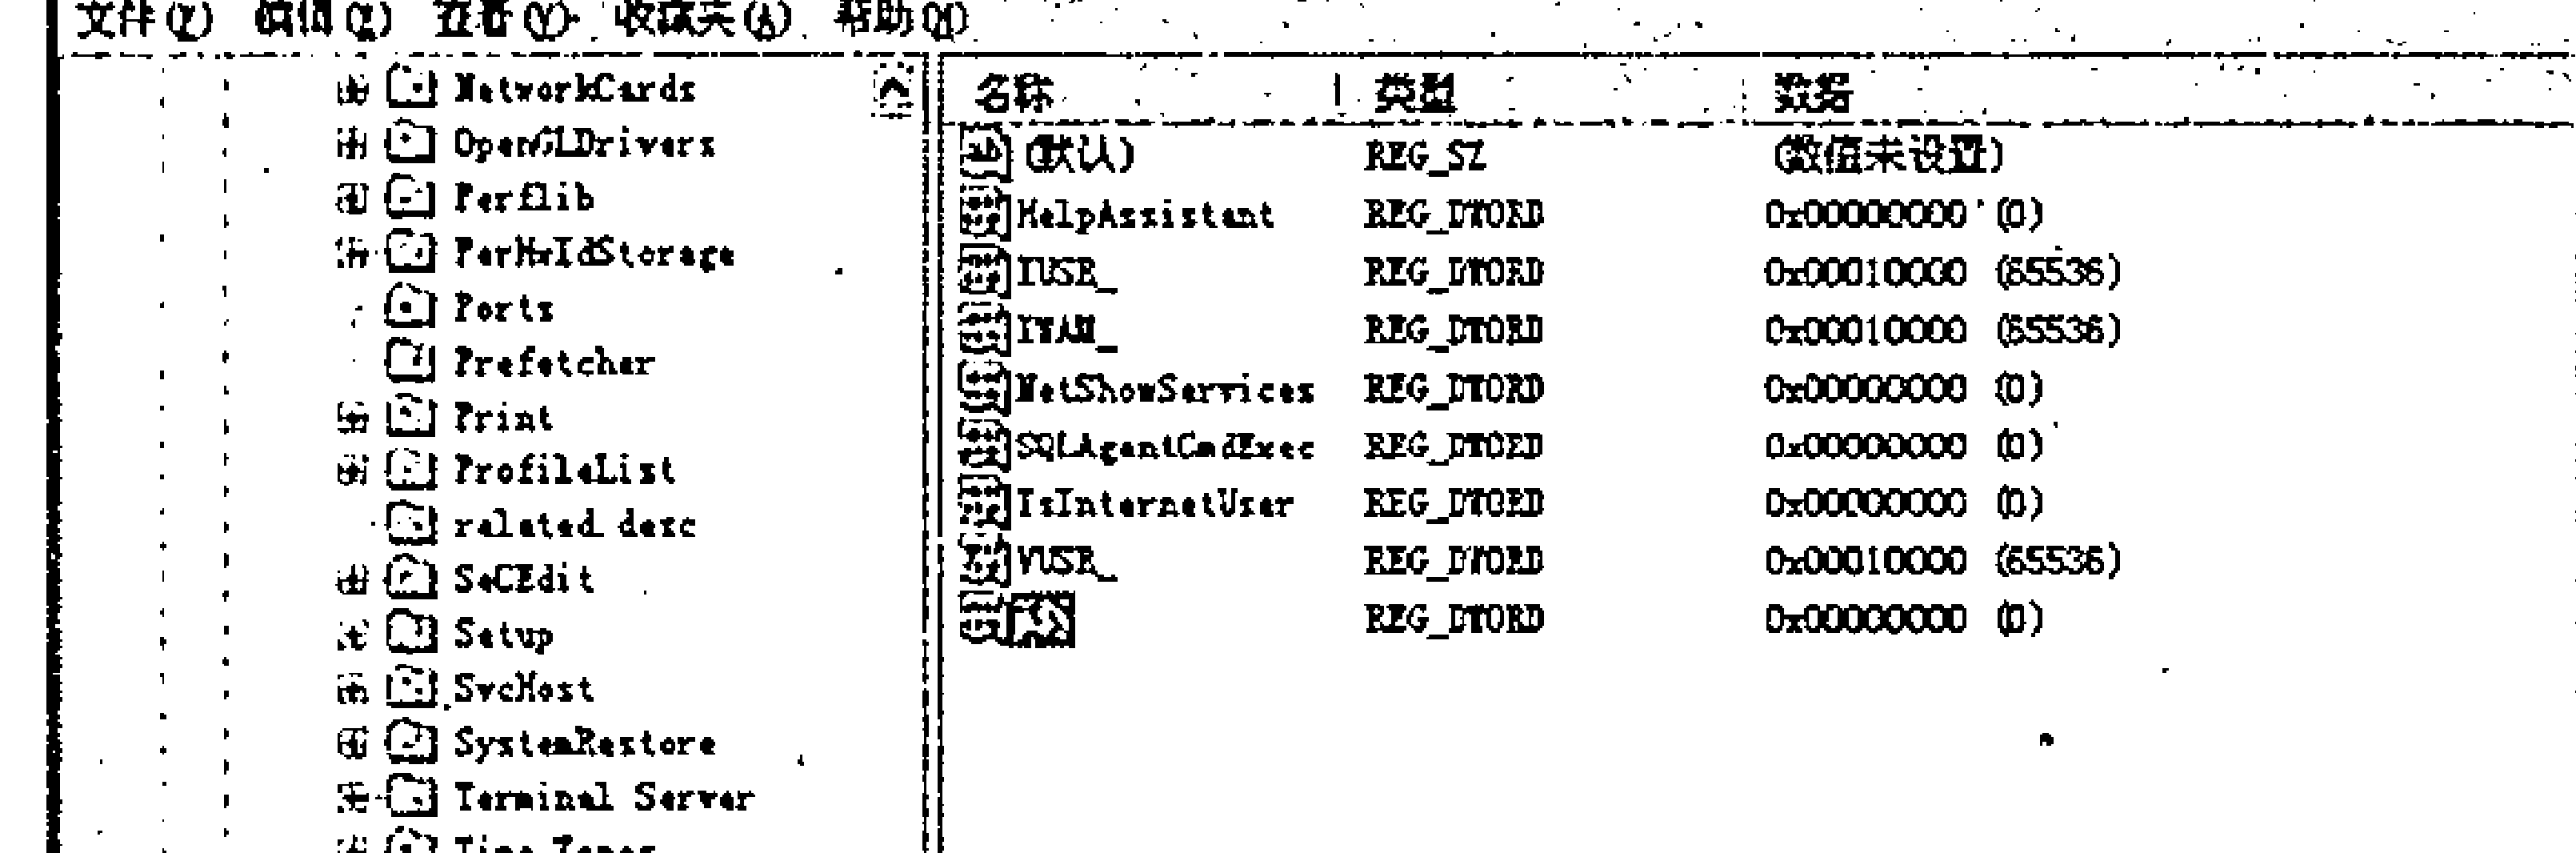 文件(F) 编辑(E) 查看(V) 收藏夹(A) 帮助(H)
NetworkCards
OpenGLDrivers
Perflib
PerHwIdStorage
Ports
Prefetcher
Print
ProfileList
related.desc
SeCEdit
Setup
SvcHost
SystemRestore
Terminal Server
Time Zones
名称 类型 数据
(默认) REG_SZ (数值未设置)
HelpAssistant REG_DWORD 0x00000000 (0)
IUSR_ REG_DWORD 0x00010000 (65536)
IWAM_ REG_DWORD 0x00010000 (65536)
NetShowServices REG_DWORD 0x00000000 (0)
SQLAgentCmdExec REG_DWORD 0x00000000 (0)
IsInternetUser REG_DWORD 0x00000000 (0)
VUSR_ REG_DWORD 0x00010000 (65536)
REG_DWORD 0x00000000 (0)